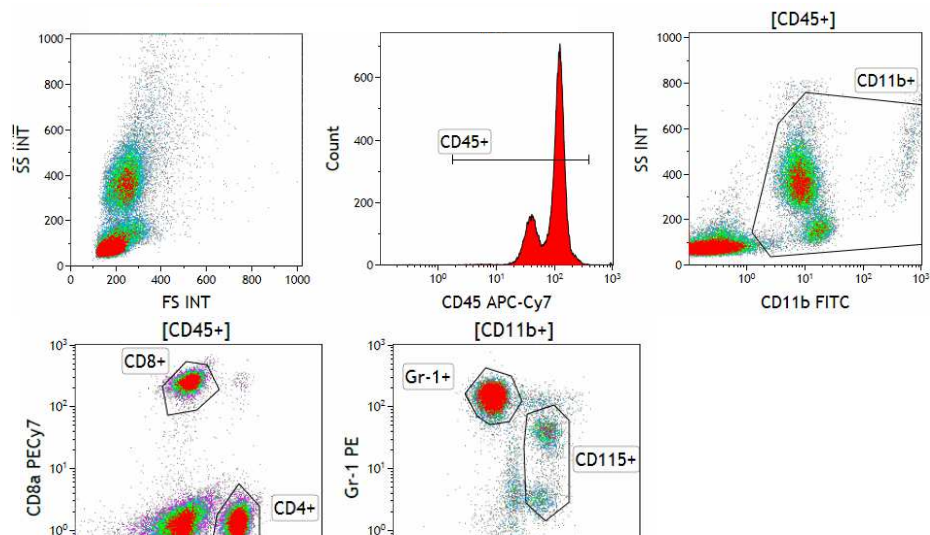 [CD45+]
1000
800
600
400
200
0
SS INT
0 200 400 600 800 1000
FS INT
600
400
200
0
Count
CD45+
10⁰ 10¹ 10² 10³
CD45 APC-Cy7
1000
800
600
400
200
0
SS INT
CD11b+
10⁰ 10¹ 10² 10³
CD11b FITC
[CD45+]
10³
10²
10¹
10⁰
CD8a PECy7
CD8+
CD4+
[CD11b+]
10³
10²
10¹
10⁰
Gr-1 PE
Gr-1+
CD115+